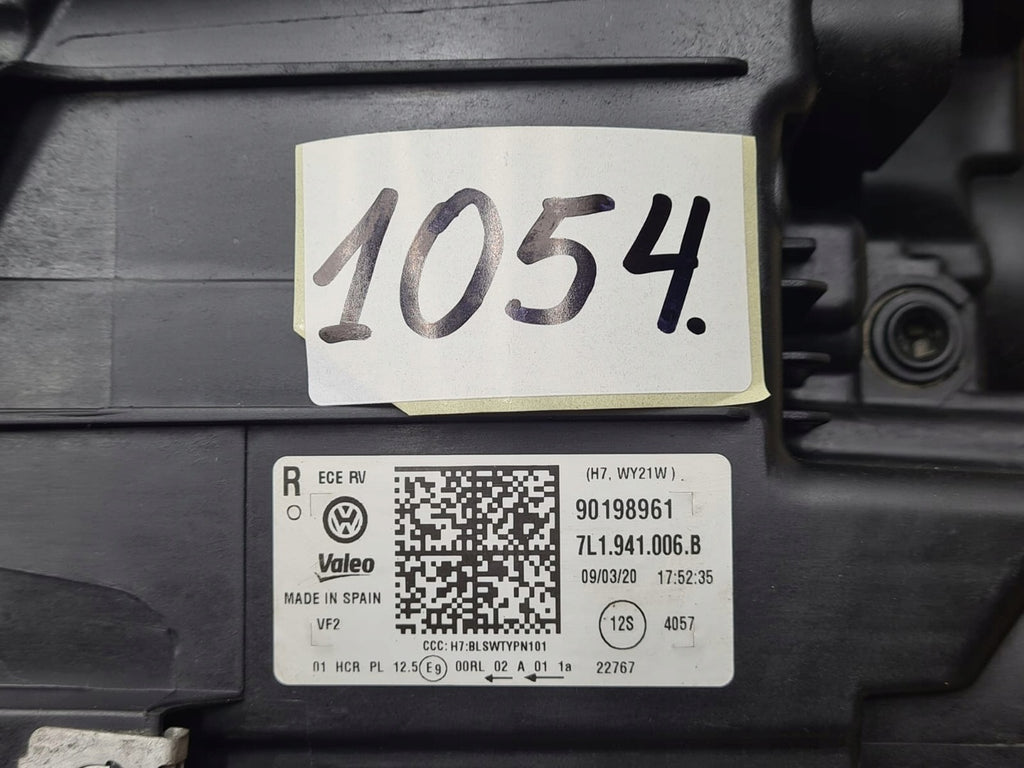 1054.
R ECE RV (H7, WY21W) .
90198961
Valeo 7L1.941.006.B
09/03/20 17:52:35
MADE IN SPAIN
VF2 12S 4057
CCC: H7:BLSWTYPN101
01 HCR PL 12.5 E9 00RL 02 A 01 1a 22767